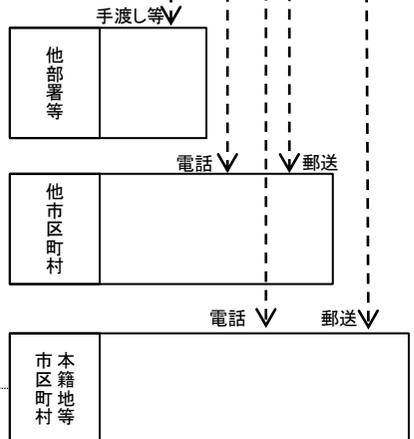 手渡し等
他部署等
電話
郵送
他市区町村
電話
郵送
本籍地等
市区町村